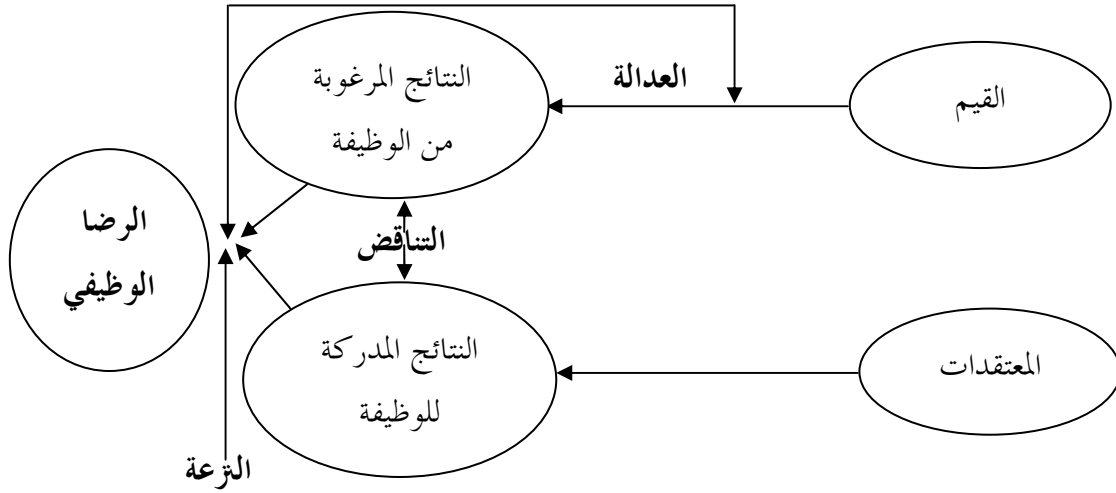 القيم
العدالة
النتائج المرغوبة
من الوظيفة
الرضا
الوظيفي
التناقض
المعتقدات
النتائج المدركة
للوظيفة
النزعة